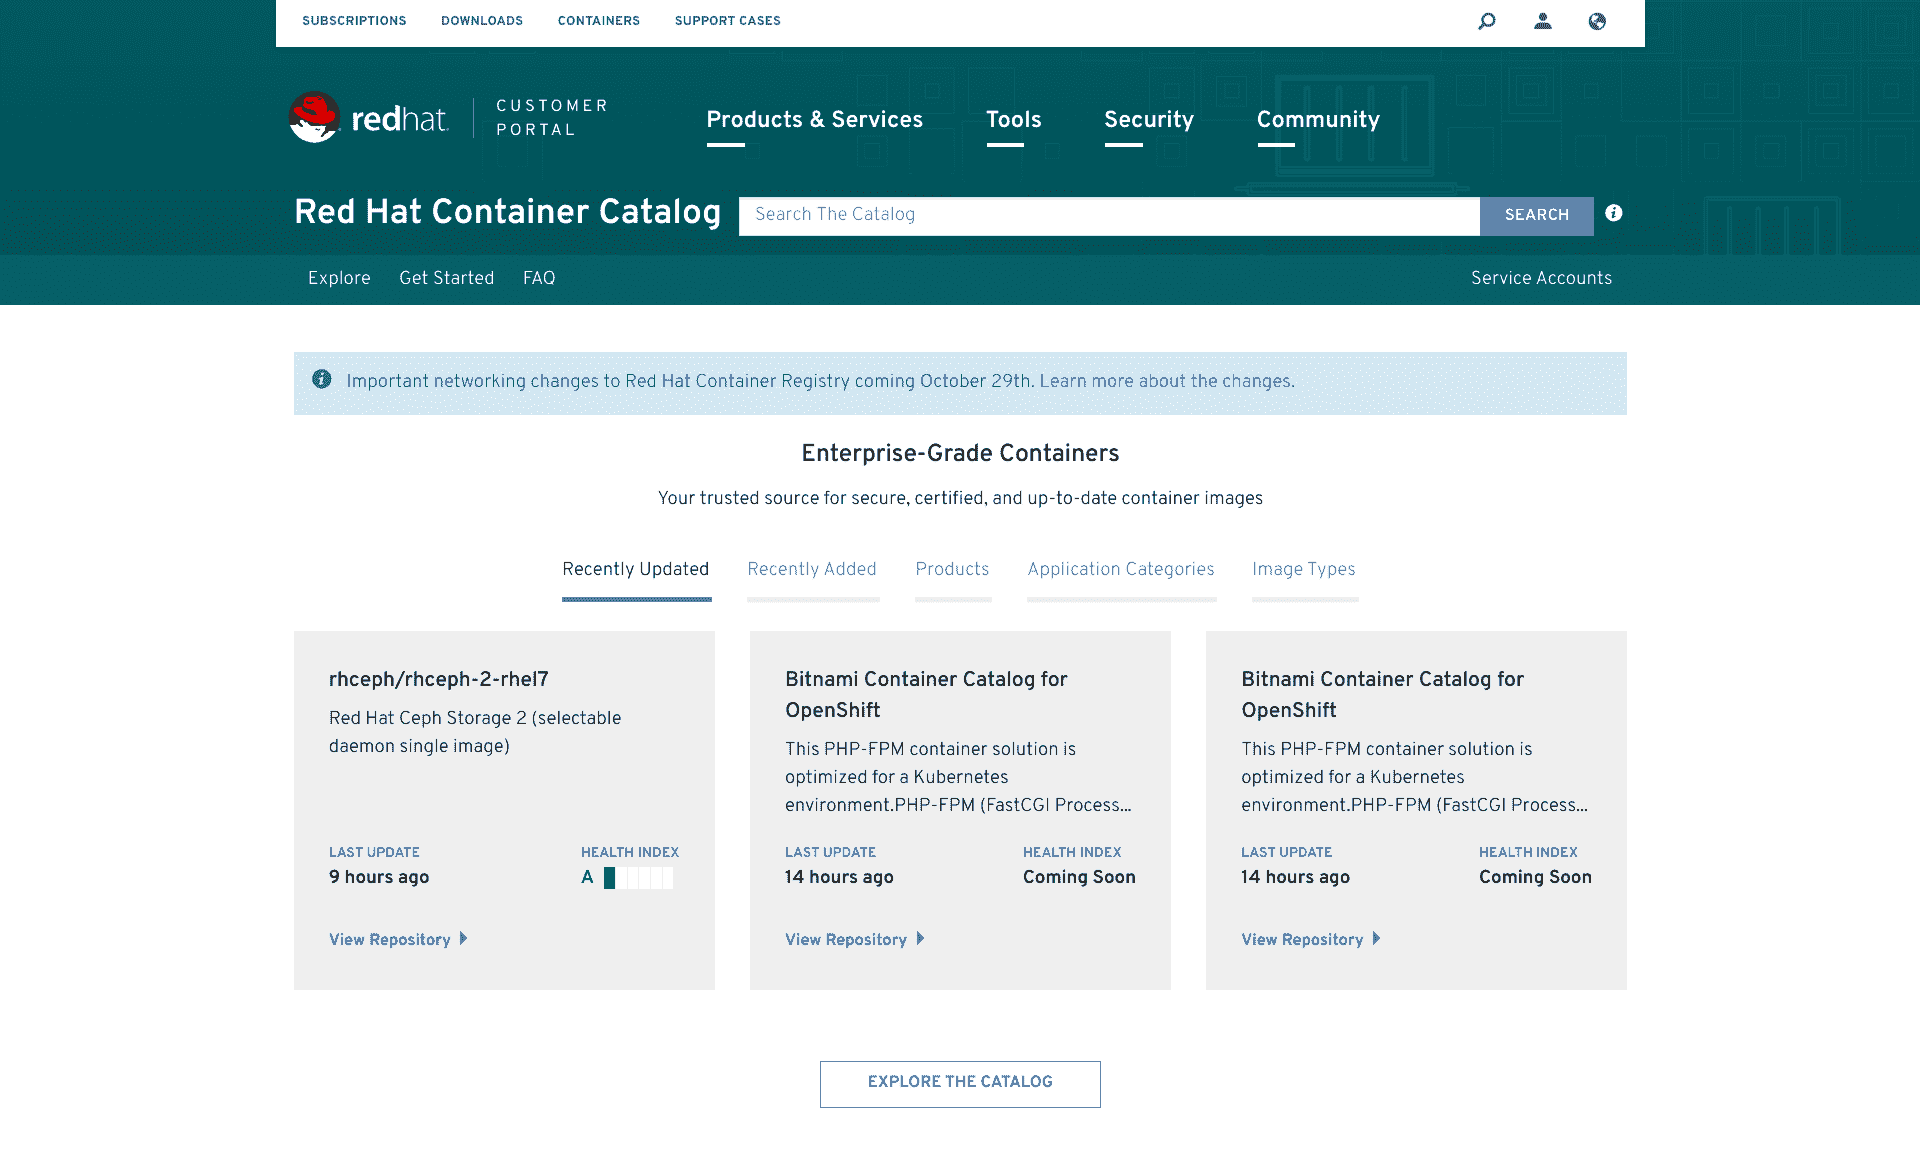 SUBSCRIPTIONS DOWNLOADS CONTAINERS SUPPORT CASES
redhat. CUSTOMER PORTAL
Products & Services Tools Security Community
Red Hat Container Catalog Search The Catalog SEARCH
Explore Get Started FAQ Service Accounts
Important networking changes to Red Hat Container Registry coming October 29th. Learn more about the changes.
Enterprise-Grade Containers
Your trusted source for secure, certified, and up-to-date container images
Recently Updated Recently Added Products Application Categories Image Types
rhceph/rhceph-2-rhel7
Red Hat Ceph Storage 2 (selectable
daemon single image)
LAST UPDATE HEALTH INDEX
9 hours ago A
View Repository
Bitnami Container Catalog for
OpenShift
This PHP-FPM container solution is
optimized for a Kubernetes
environment.PHP-FPM (FastCGI Process...
LAST UPDATE HEALTH INDEX
14 hours ago Coming Soon
View Repository
Bitnami Container Catalog for
OpenShift
This PHP-FPM container solution is
optimized for a Kubernetes
environment.PHP-FPM (FastCGI Process...
LAST UPDATE HEALTH INDEX
14 hours ago Coming Soon
View Repository
EXPLORE THE CATALOG